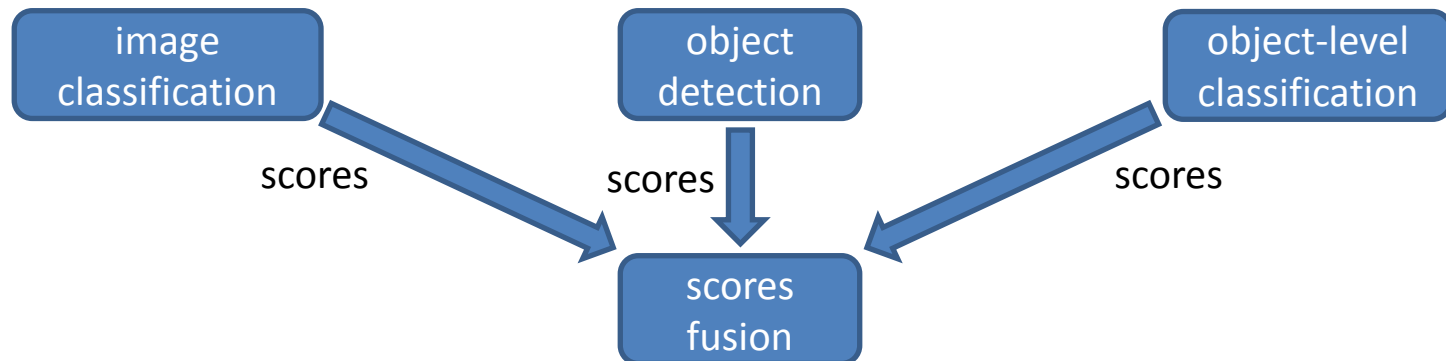 image
classification
object
detection
object-level
classification
scores
scores
scores
scores
fusion